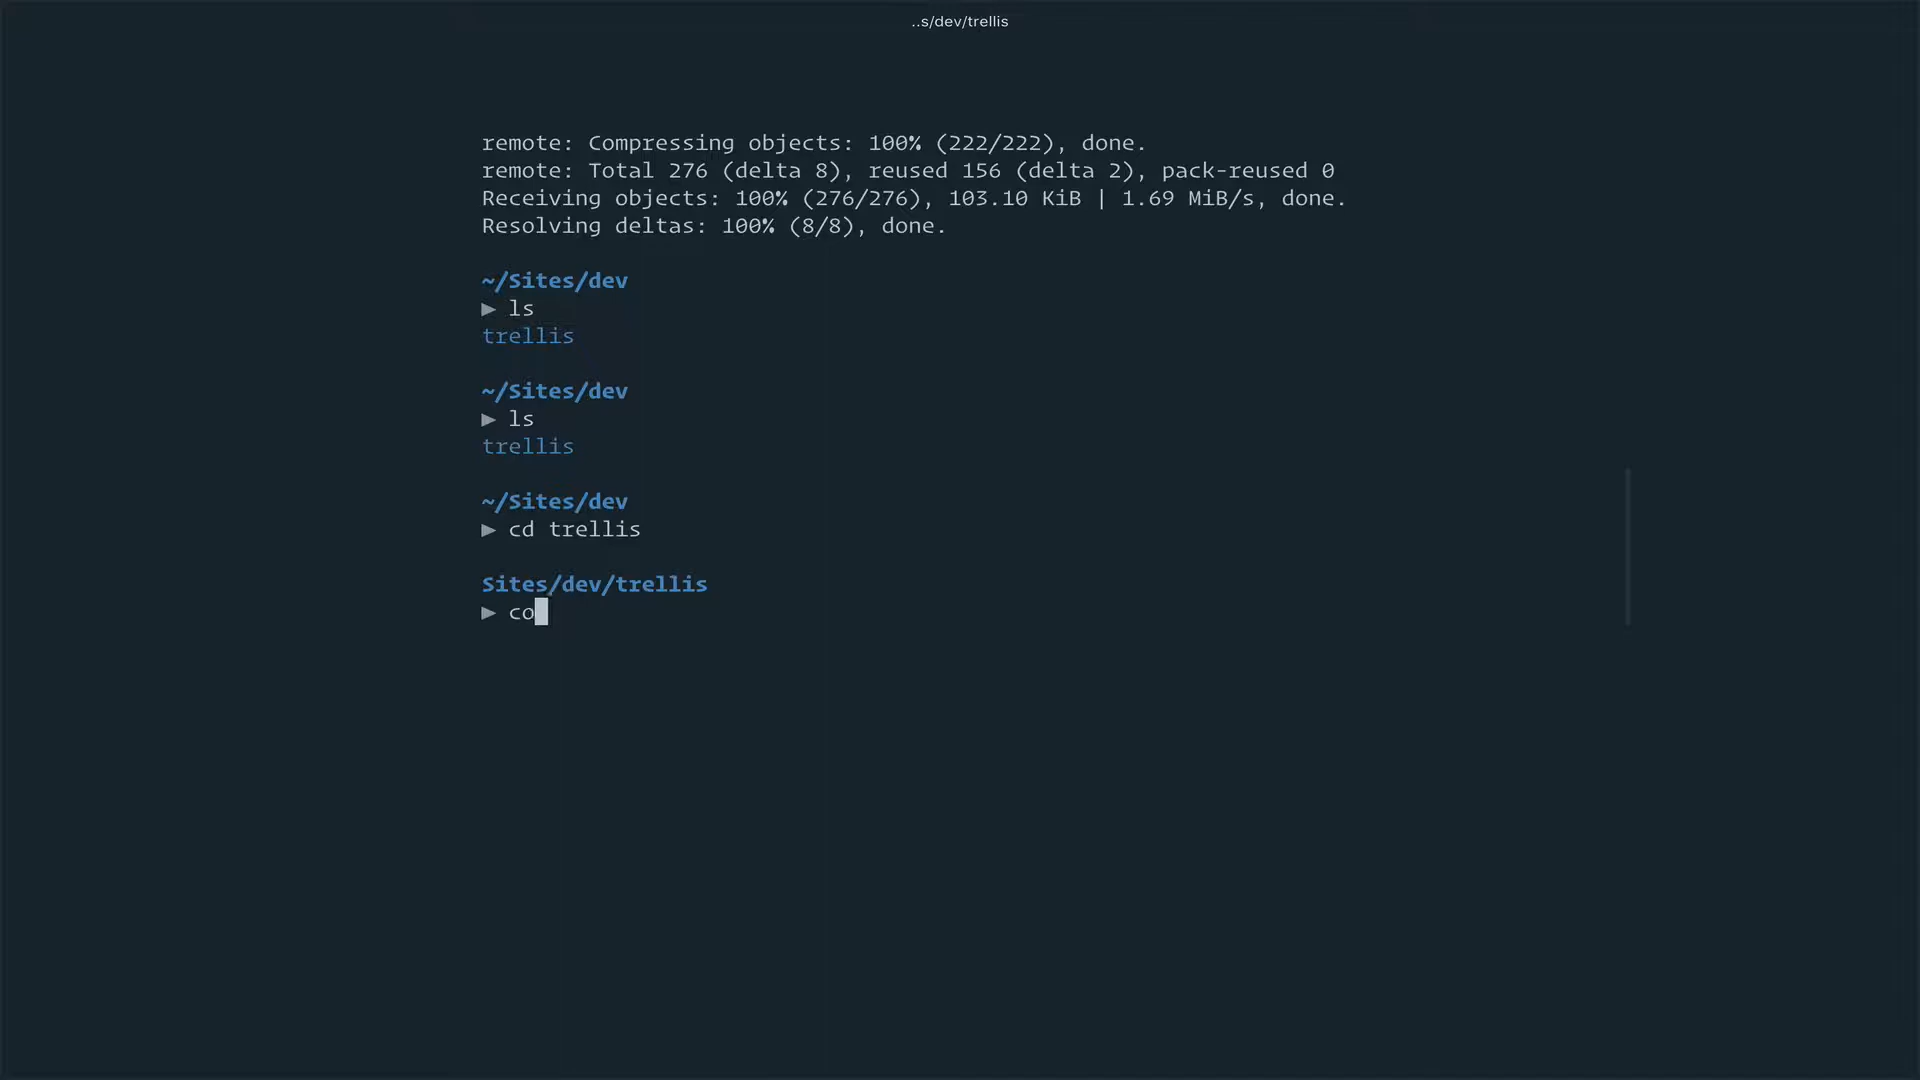 ..s/dev/trellis
remote: Compressing objects: 100% (222/222), done.
remote: Total 276 (delta 8), reused 156 (delta 2), pack-reused 0
Receiving objects: 100% (276/276), 103.10 KiB | 1.69 MiB/s, done.
Resolving deltas: 100% (8/8), done.
~/Sites/dev
▶ ls
trellis
~/Sites/dev
▶ ls
trellis
~/Sites/dev
▶ cd trellis
Sites/dev/trellis
▶ co